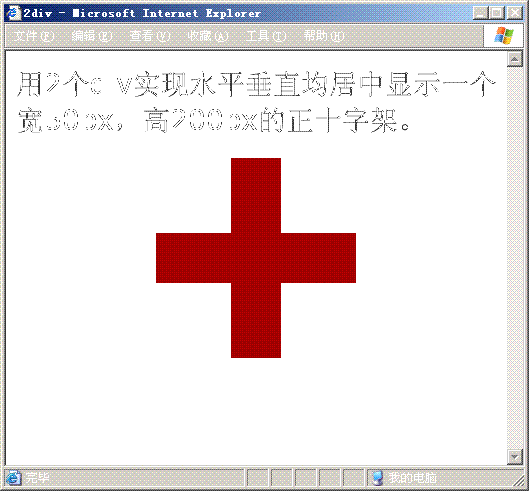 2div - Microsoft Internet Explorer
文件(F) 编辑(E) 查看(V) 收藏(A) 工具(T) 帮助(H)
用2个div实现水平垂直均居中显示一个
宽50px，高200px的正十字架。
完毕 我的电脑